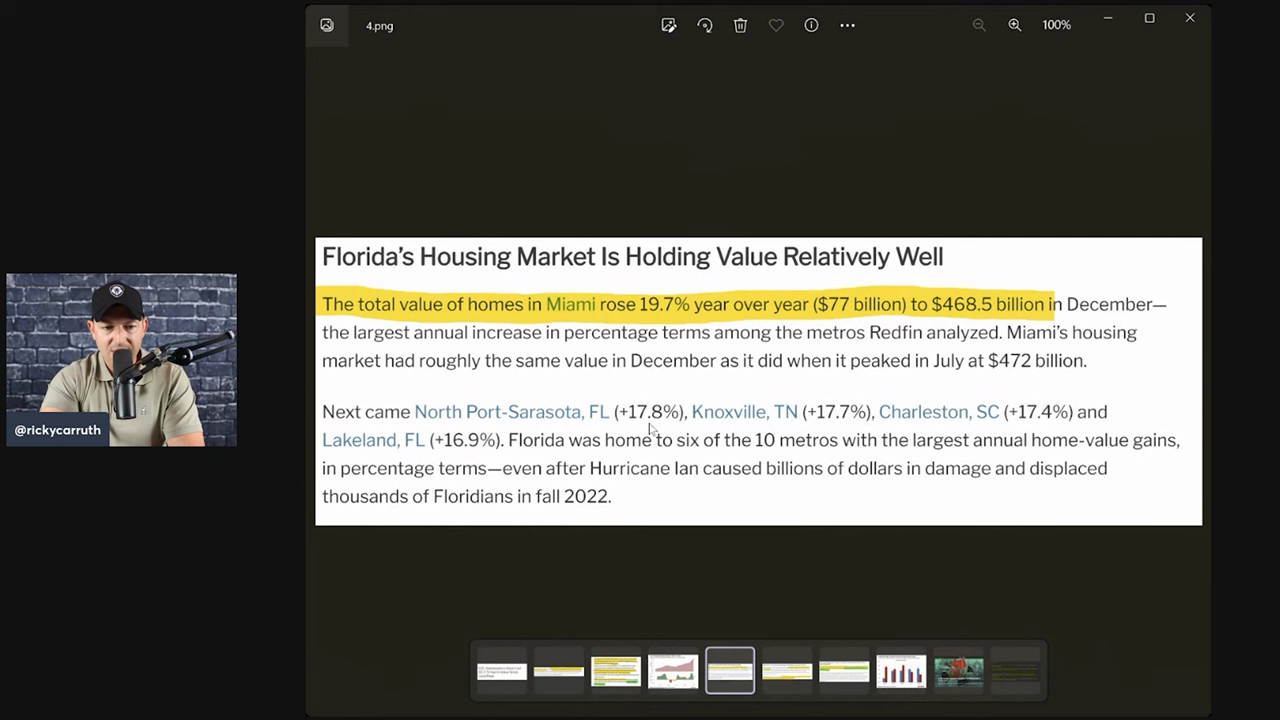 4.png
100%
Florida's Housing Market Is Holding Value Relatively Well
The total value of homes in Miami rose 19.7% year over year ($77 billion) to $468.5 billion in December—
the largest annual increase in percentage terms among the metros Redfin analyzed. Miami's housing
market had roughly the same value in December as it did when it peaked in July at $472 billion.
Next came North Port-Sarasota, FL (+17.8%), Knoxville, TN (+17.7%), Charleston, SC (+17.4%) and
Lakeland, FL (+16.9%). Florida was home to six of the 10 metros with the largest annual home-value gains,
in percentage terms—even after Hurricane Ian caused billions of dollars in damage and displaced
thousands of Floridians in fall 2022.
@rickycarruth